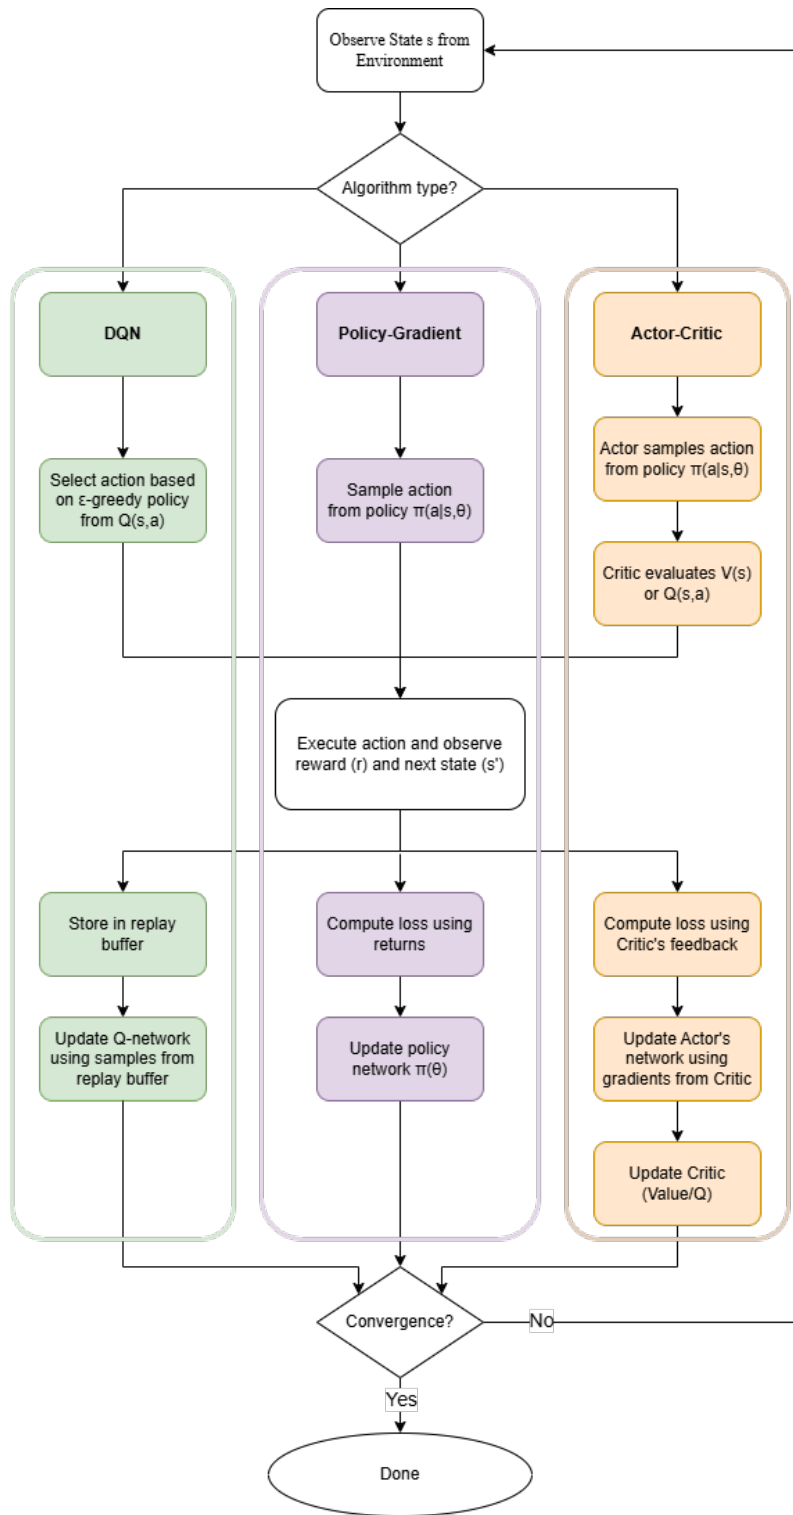 Observe State s from
Environment
Algorithm type?
DQN
Policy-Gradient
Actor-Critic
Select action based
on ε-greedy policy
from Q(s,a)
Sample action
from policy π(a|s,θ)
Actor samples action
from policy π(a|s,θ)
Critic evaluates V(s)
or Q(s,a)
Execute action and observe
reward (r) and next state (s')
Store in replay
buffer
Compute loss using
returns
Compute loss using
Critic's feedback
Update Q-network
using samples from
replay buffer
Update policy
network π(θ)
Update Actor's
network using
gradients from Critic
Update Critic
(Value/Q)
Convergence?
No
Yes
Done